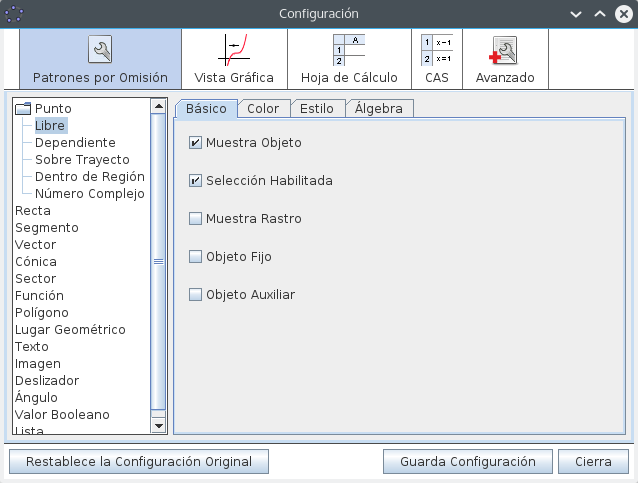 Configuración
A
1
2
1 x-1
2 x=1
Patrones por Omisión
Vista Gráfica
Hoja de Cálculo
CAS
Avanzado
Punto
Libre
Dependiente
Sobre Trayecto
Dentro de Región
Número Complejo
Recta
Segmento
Vector
Cónica
Sector
Función
Polígono
Lugar Geométrico
Texto
Imagen
Deslizador
Ángulo
Valor Booleano
Lista
Básico
Color
Estilo
Álgebra
Muestra Objeto
Selección Habilitada
Muestra Rastro
Objeto Fijo
Objeto Auxiliar
Restablece la Configuración Original
Guarda Configuración
Cierra